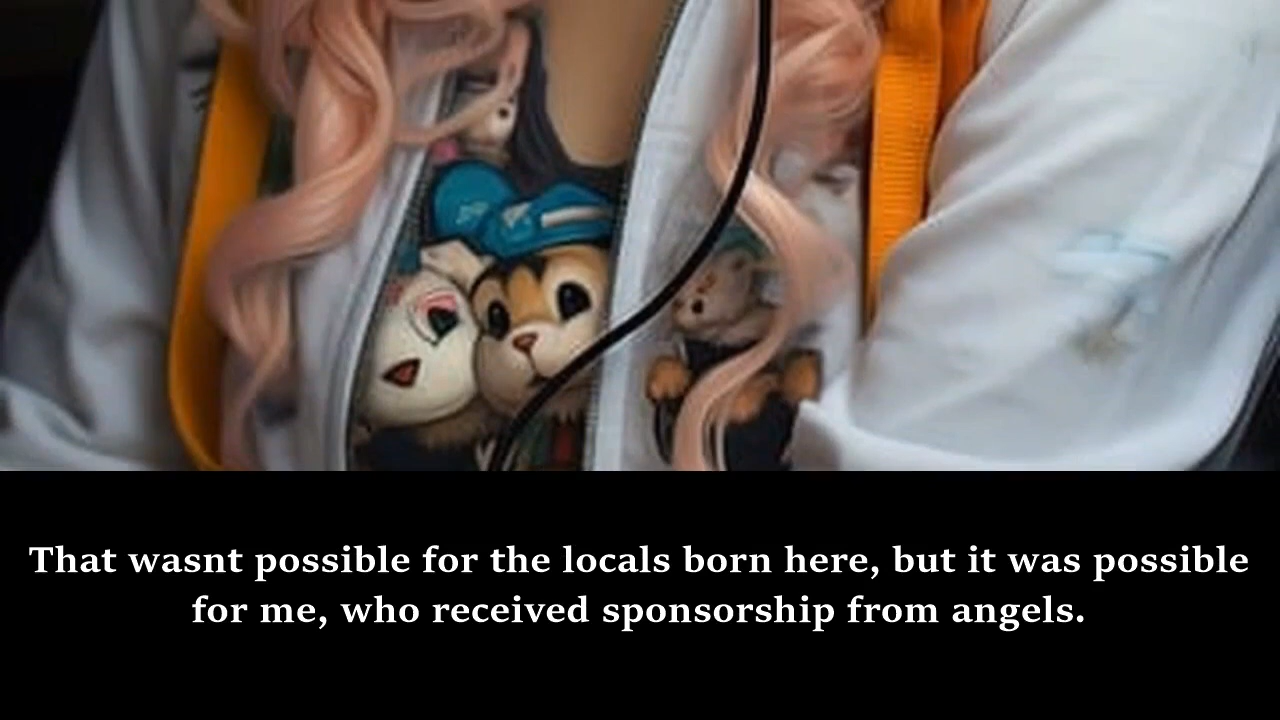 That wasnt possible for the locals born here, but it was possible
for me, who received sponsorship from angels.